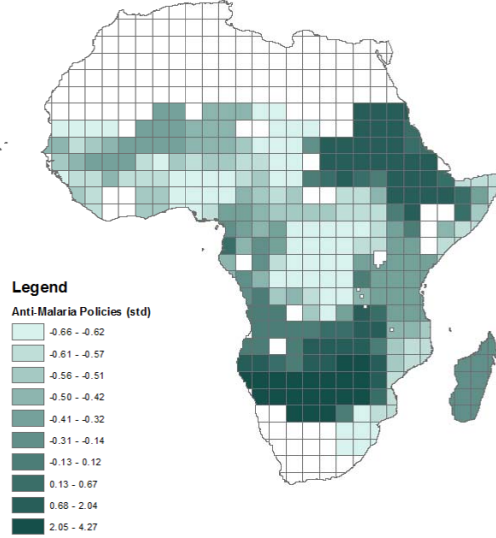 Legend
Anti-Malaria Policies (std)
-0.66 - -0.62
-0.61 - -0.57
-0.56 - -0.51
-0.50 - -0.42
-0.41 - -0.32
-0.31 - -0.14
-0.13 - 0.12
0.13 - 0.67
0.68 - 2.04
2.05 - 4.27